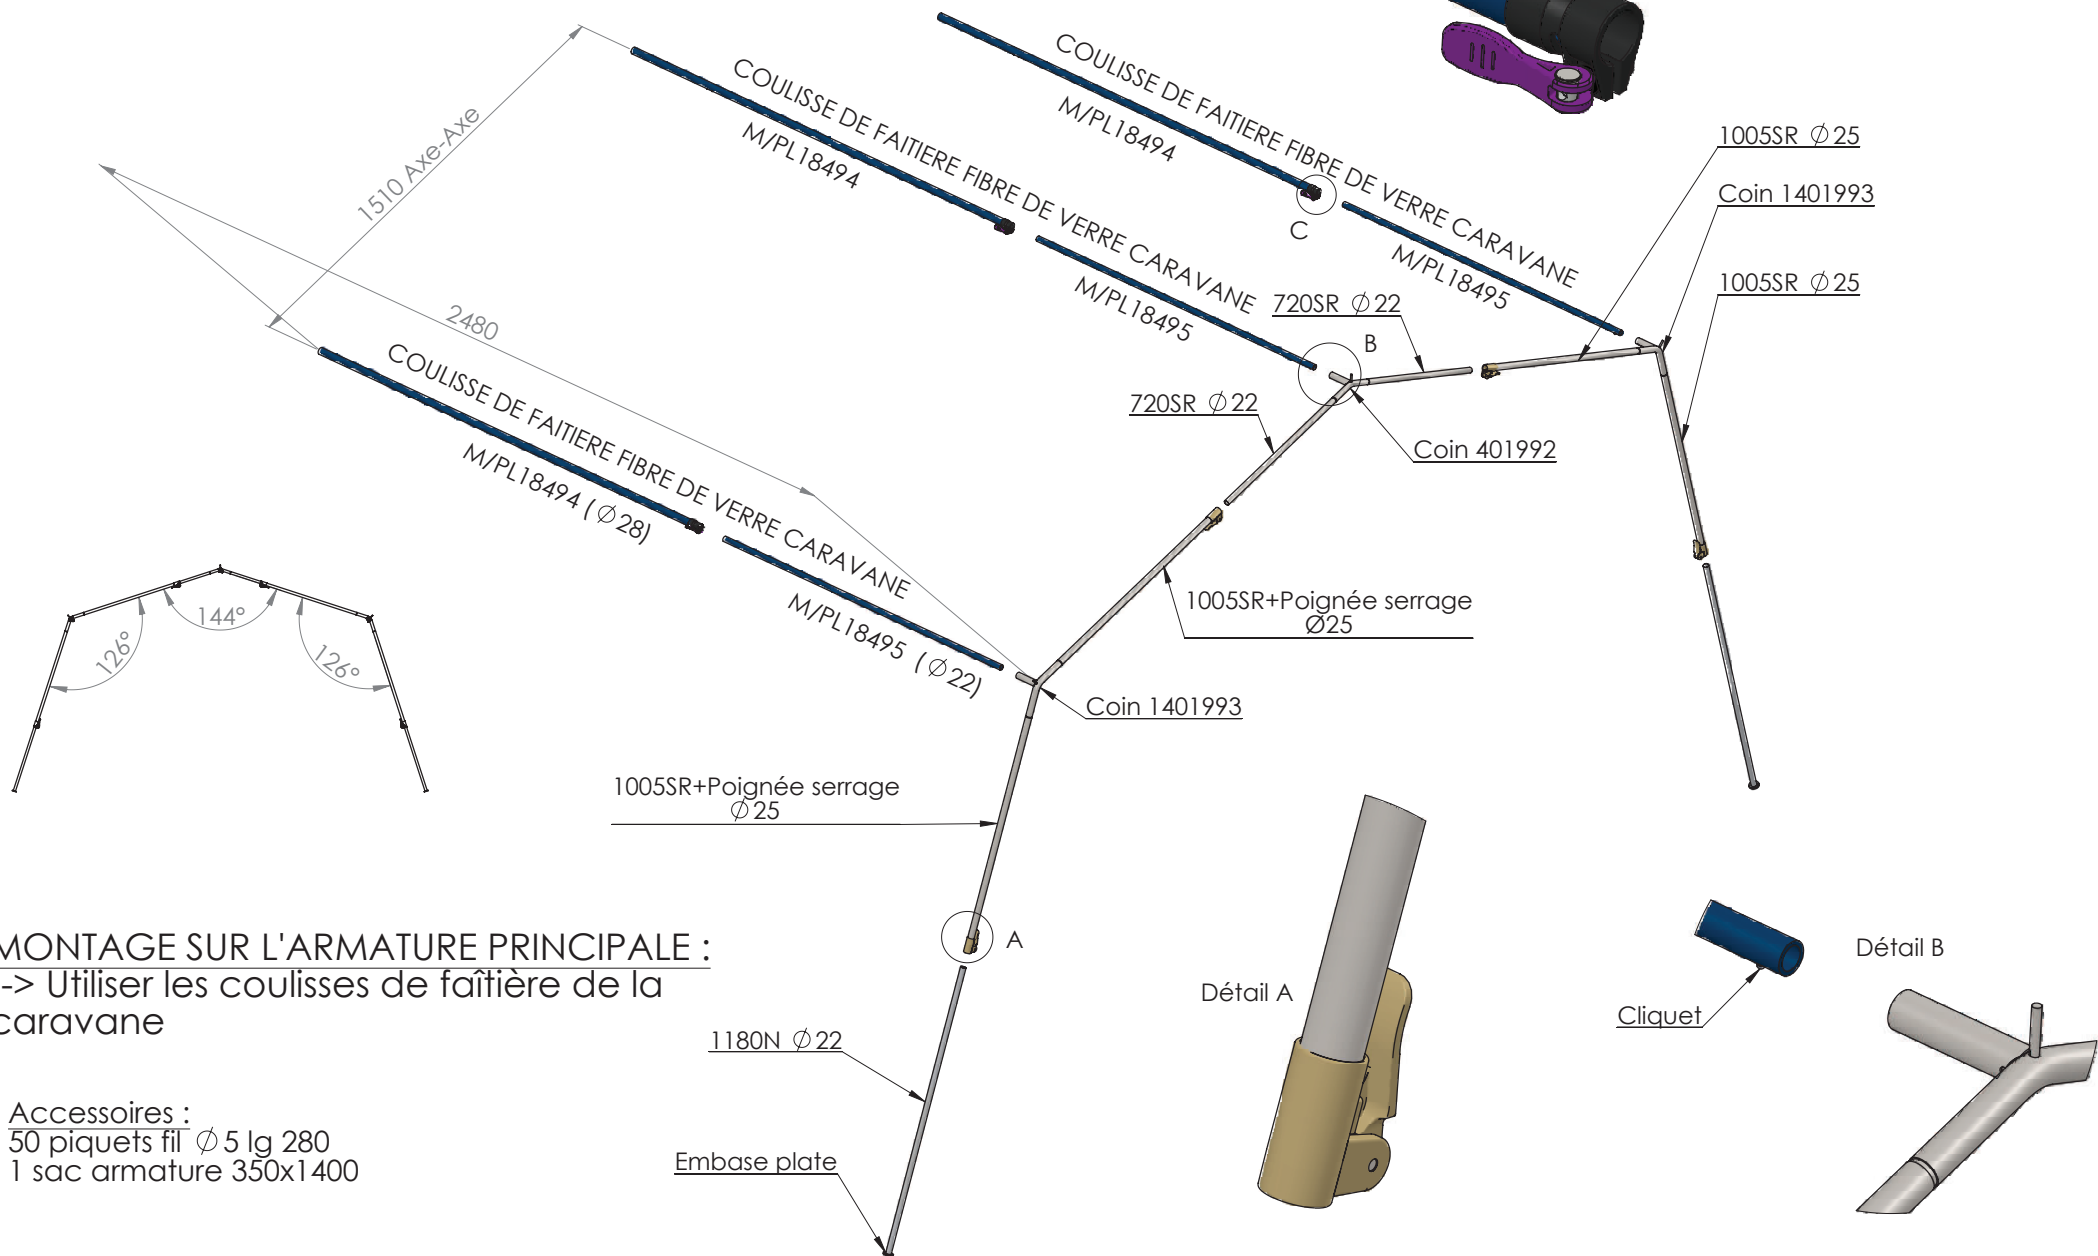 COULISSE DE FAITIERE FIBRE DE VERRE CARAVANE
M/PL18494
M/PL18495
C
1510 Axe-Axe
COULISSE DE FAITIERE FIBRE DE VERRE CARAVANE
M/PL18494
M/PL18495
1005SR Ø25
Coin 1401993
1005SR Ø25
720SR Ø22
B
720SR Ø22
Coin 401992
2480
COULISSE DE FAITIERE FIBRE DE VERRE CARAVANE
M/PL18494 (Ø28)
M/PL18495 (Ø22)
1005SR+Poignée serrage
Ø25
126°
144°
126°
Coin 1401993
1005SR+Poignée serrage
Ø25
A
MONTAGE SUR L'ARMATURE PRINCIPALE :
-> Utiliser les coulisses de faîtière de la
caravane
1180N Ø22
Embase plate
Accessoires :
50 piquets fil Ø5 lg 280
1 sac armature 350x1400
Détail A
Cliquet
Détail B